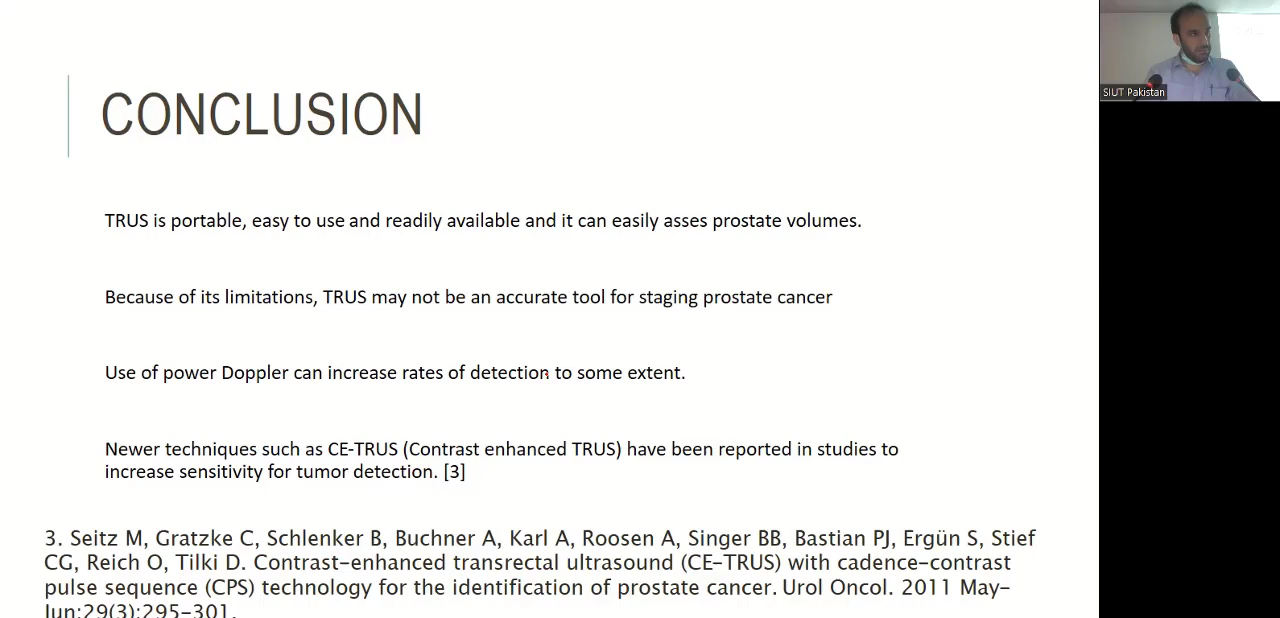 CONCLUSION
TRUS is portable, easy to use and readily available and it can easily asses prostate volumes.
Because of its limitations, TRUS may not be an accurate tool for staging prostate cancer
Use of power Doppler can increase rates of detection to some extent.
Newer techniques such as CE-TRUS (Contrast enhanced TRUS) have been reported in studies to
increase sensitivity for tumor detection. [3]
3. Seitz M, Gratzke C, Schlenker B, Buchner A, Karl A, Roosen A, Singer BB, Bastian PJ, Ergün S, Stief
CG, Reich O, Tilki D. Contrast-enhanced transrectal ultrasound (CE-TRUS) with cadence-contrast
pulse sequence (CPS) technology for the identification of prostate cancer. Urol Oncol. 2011 May-
Jun;29(3):295-301.
SIUT Pakistan